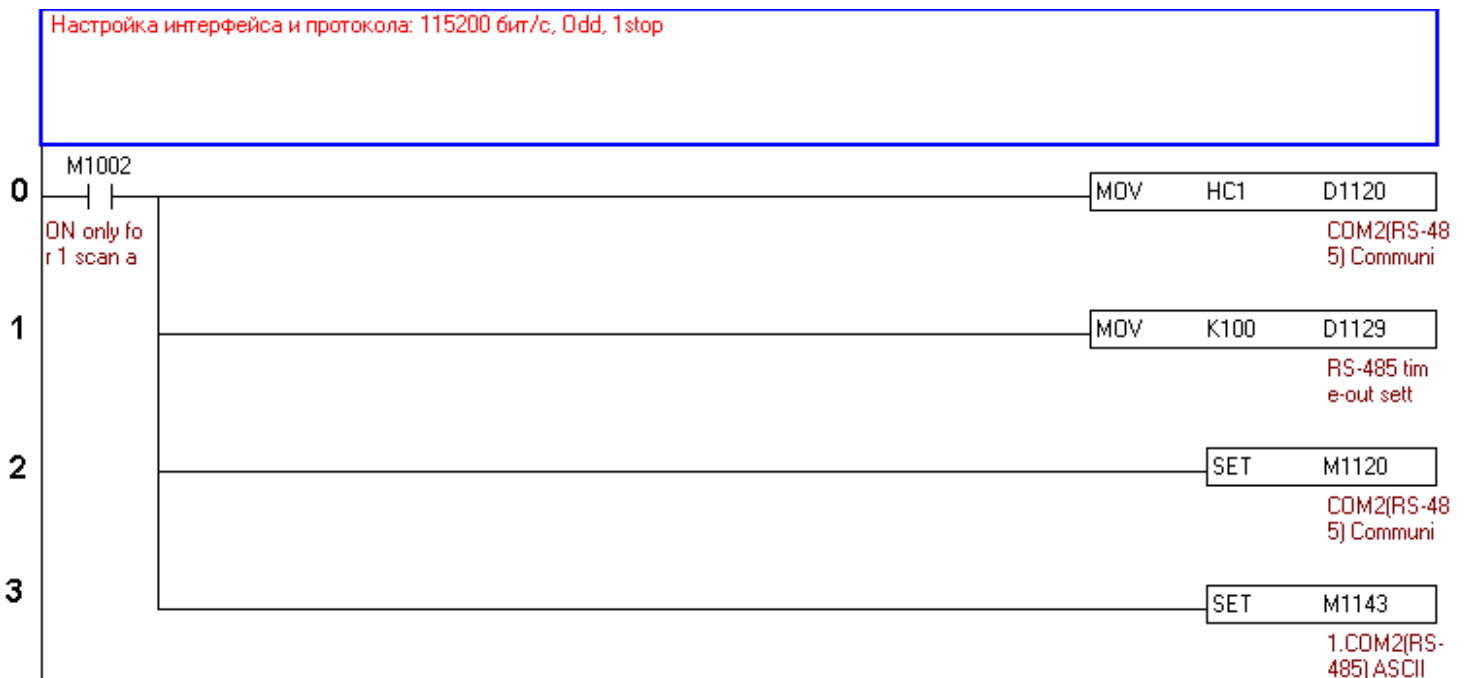 Настройка интерфейса и протокола: 115200 бит/с, Odd, 1stop
M1002
0
MOV HC1 D1120
ON only fo
r 1 scan a
COM2(RS-48
5) Communi
1
MOV K100 D1129
RS-485 tim
e-out sett
2
SET M1120
COM2(RS-48
5) Communi
3
SET M1143
1.COM2(RS-
485) ASCII